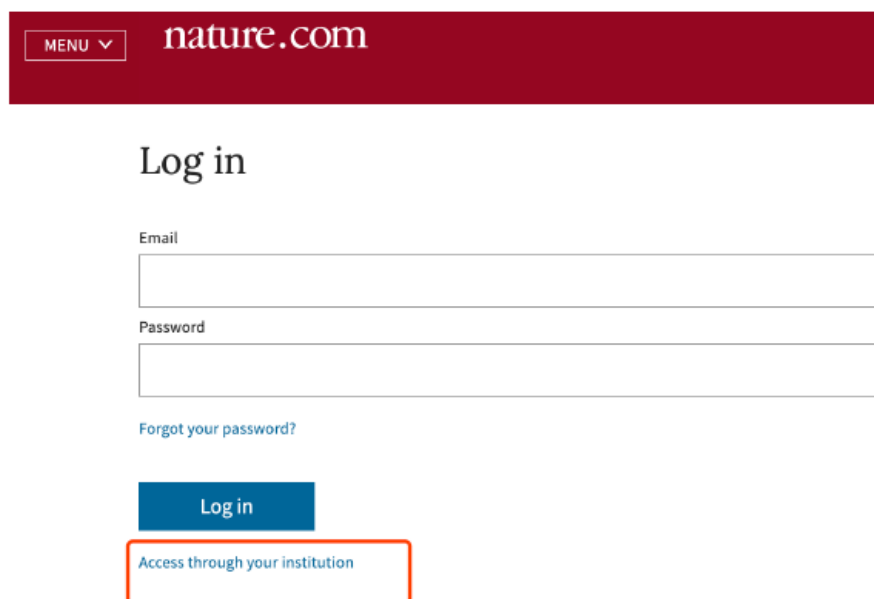 MENU
nature.com
Log in
Email
Password
Forgot your password?
Log in
Access through your institution